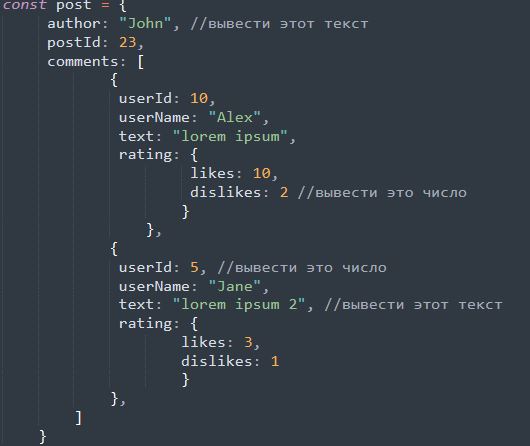 const post = {
author: "John", //вывести этот текст
postId: 23,
comments: [
{
userId: 10,
userName: "Alex",
text: "lorem ipsum",
rating: {
likes: 10,
dislikes: 2 //вывести это число
}
},
{
userId: 5, //вывести это число
userName: "Jane",
text: "lorem ipsum 2", //вывести этот текст
rating: {
likes: 3,
dislikes: 1
}
},
]
}